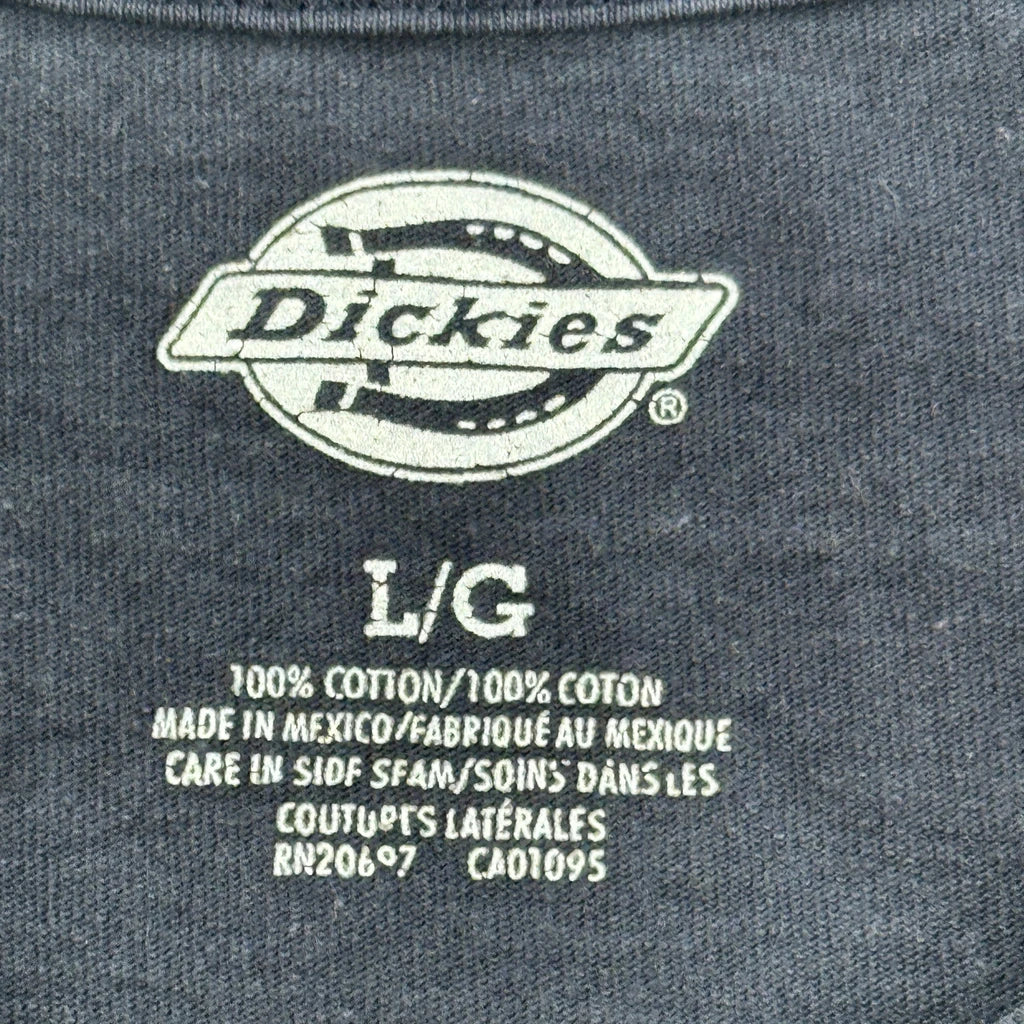 Dickies
®
L/G
100% COTTON/100% COTON
MADE IN MEXICO/FABRIQUÉ AU MEXIQUE
CARE IN SIDE SEAM/SOINS DANS LES
COUTURES LATÉRALES
RN20697 CA01095